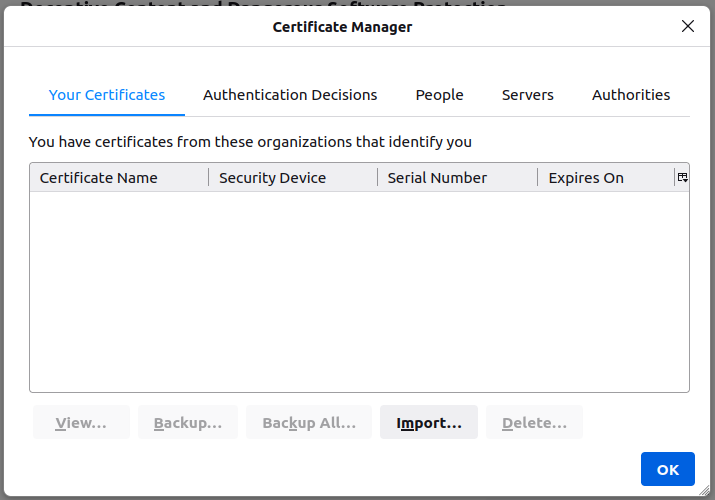 Deceptive Content and Dangerous Software Protection
Certificate Manager
Your Certificates Authentication Decisions People Servers Authorities
You have certificates from these organizations that identify you
Certificate Name Security Device Serial Number Expires On
View... Backup... Backup All... Import... Delete...
OK